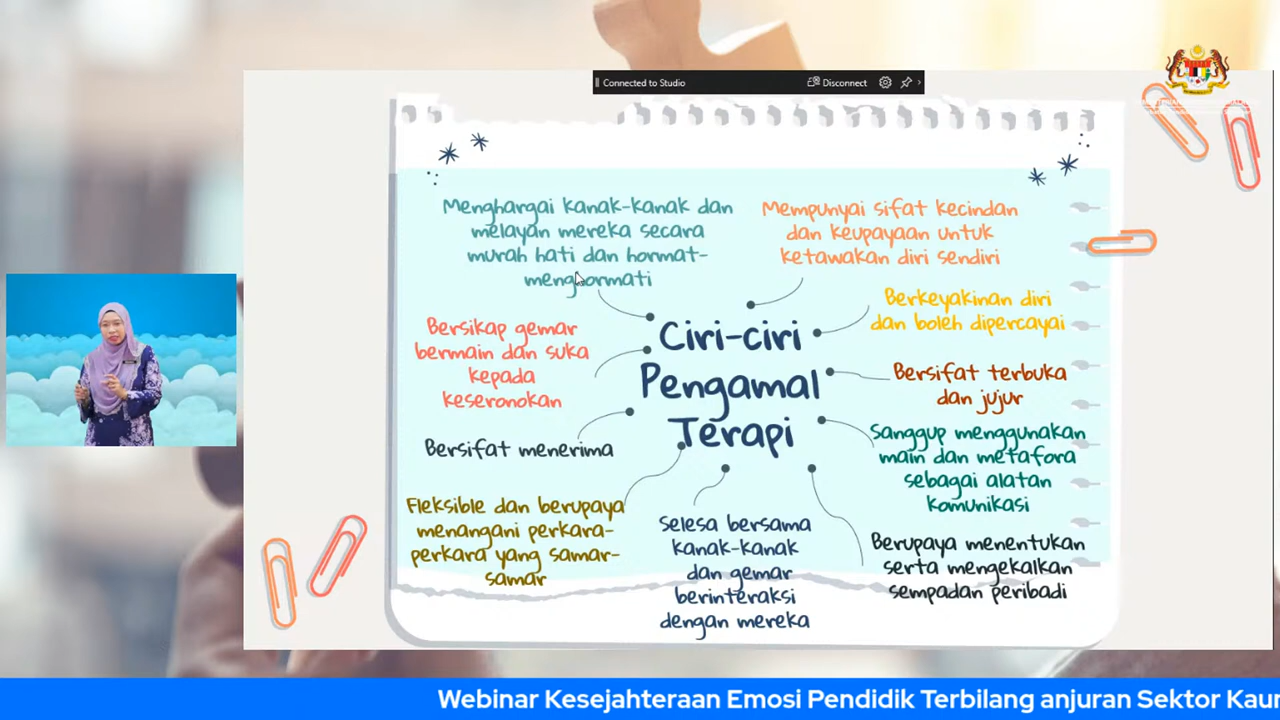 Connected to Studio
Disconnect
Menghargai kanak-kanak dan
melayan mereka secara
murah hati dan hormat-
menghormati
Mempunyai sifat kecindan
dan keupayaan untuk
ketawakan diri sendiri
Berkeyakinan diri
dan boleh dipercayai
Bersikap gemar
bermain dan suka
kepada
keseronokan
Ciri-ciri
Pengamal
Terapi
Bersifat terbuka
dan jujur
Bersifat menerima
Sanggup menggunakan
main dan metafora
sebagai alatan
komunikasi
Fleksible dan berupaya
menangani perkara-
perkara yang samar-
samar
Selesa bersama
kanak-kanak
dan gemar
berinteraksi
dengan mereka
Berupaya menentukan
serta mengekalkan
sempadan peribadi
Webinar Kesejahteraan Emosi Pendidik Terbilang anjuran Sektor Kaun